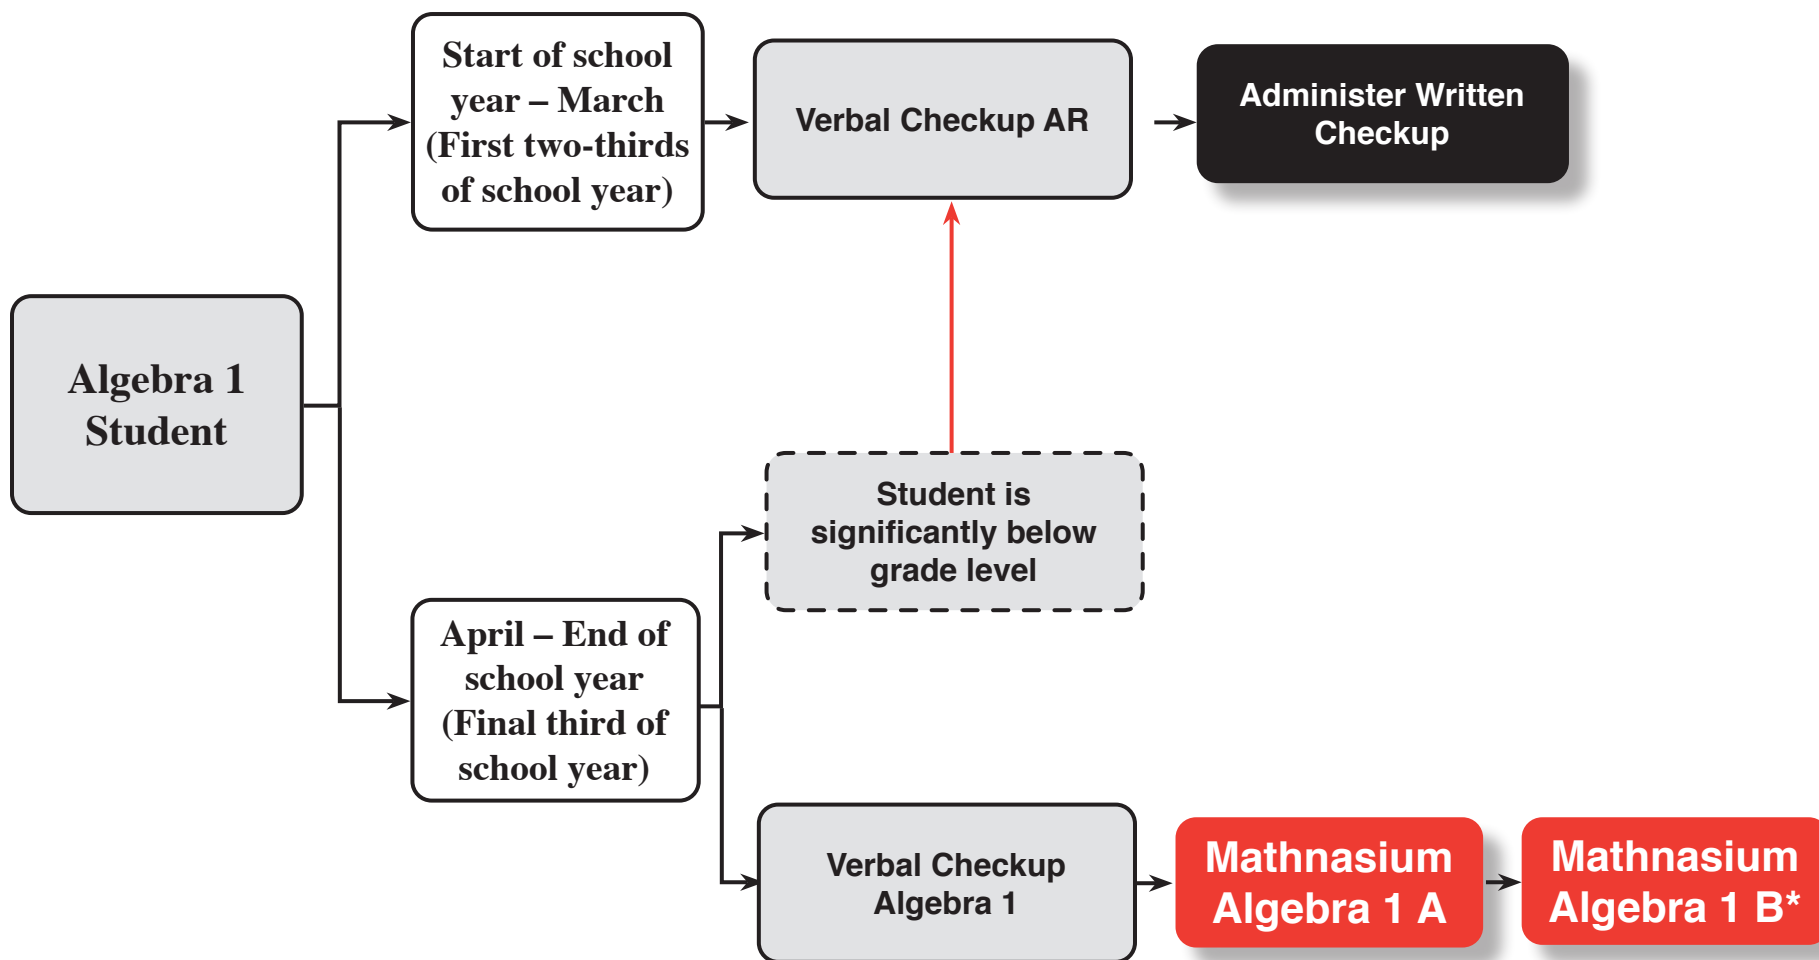 Start of school
year – March
(First two-thirds
of school year)
Verbal Checkup AR
Administer Written
Checkup
Algebra 1
Student
Student is
significantly below
grade level
April – End of
school year
(Final third of
school year)
Verbal Checkup
Algebra 1
Mathnasium
Algebra 1 A
Mathnasium
Algebra 1 B*